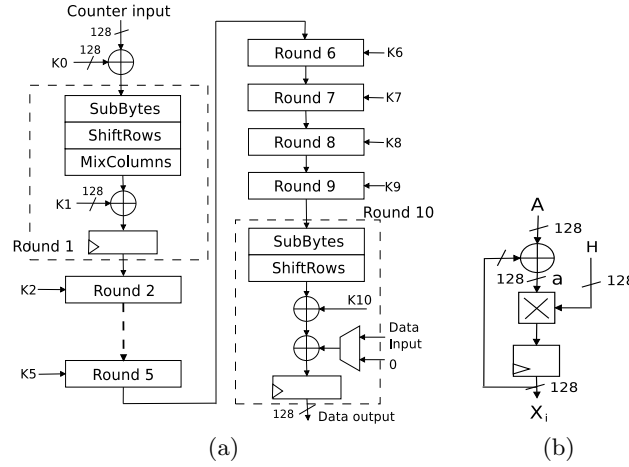 Counter input
128
128
K0
SubBytes
ShiftRows
MixColumns
128
K1
Round 1
K2
Round 2
K5
Round 5
Round 6
K6
Round 7
K7
Round 8
K8
Round 9
K9
Round 10
SubBytes
ShiftRows
K10
Data
Input
0
128
Data output
(a)
A
128
H
128
a
128
128
X i
(b)